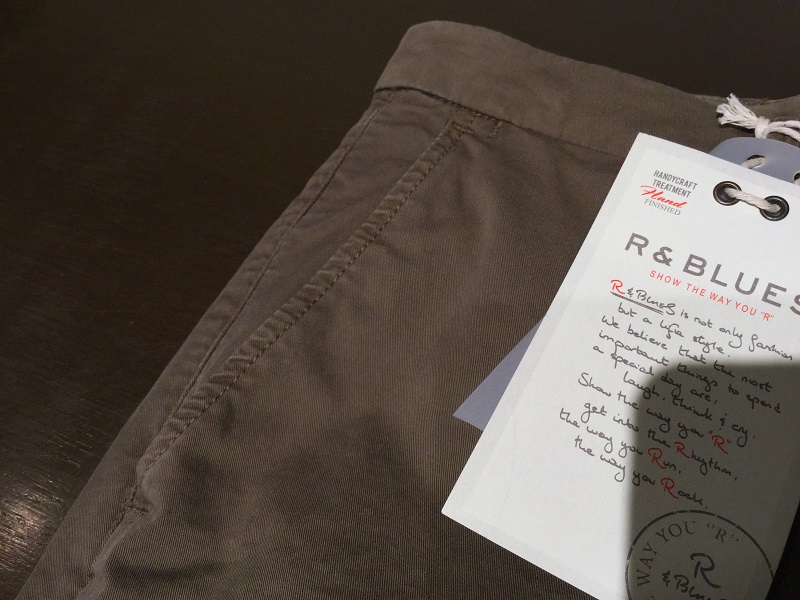 HANDYCRAFT
TREATMENT
Hand
FINISHED
R & BLUES
SHOW THE WAY YOU "R"
R & BlueS is not only fashion
but a life style.
We believe that the most
important things to spend
a special day are:
laugh, think & cry.
Show the way you "R"
get into the Rhythm,
the way you Run.
the way you Rock.
WAY YOU "R"
R
& Blues